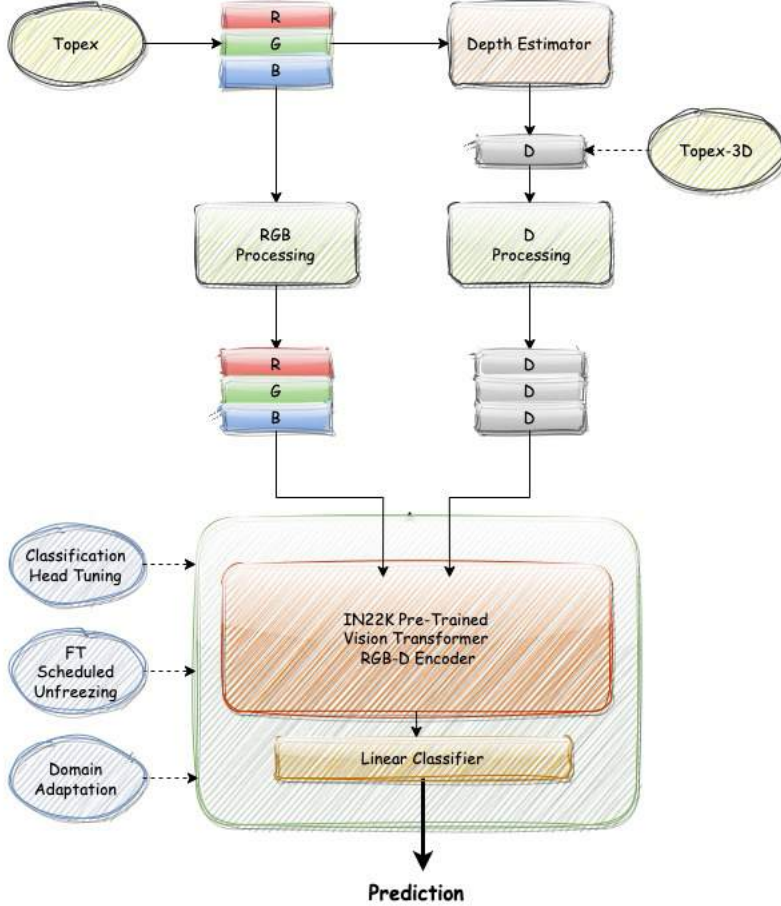 Topex
R
G
B
Depth Estimator
D
Topex-3D
RGB
Processing
D
Processing
R
G
B
D
D
D
Classification
Head Tuning
FT
Scheduled
Unfreezing
Domain
Adaptation
IN22K Pre-Trained
Vision Transformer
RGB-D Encoder
Linear Classifier
Prediction